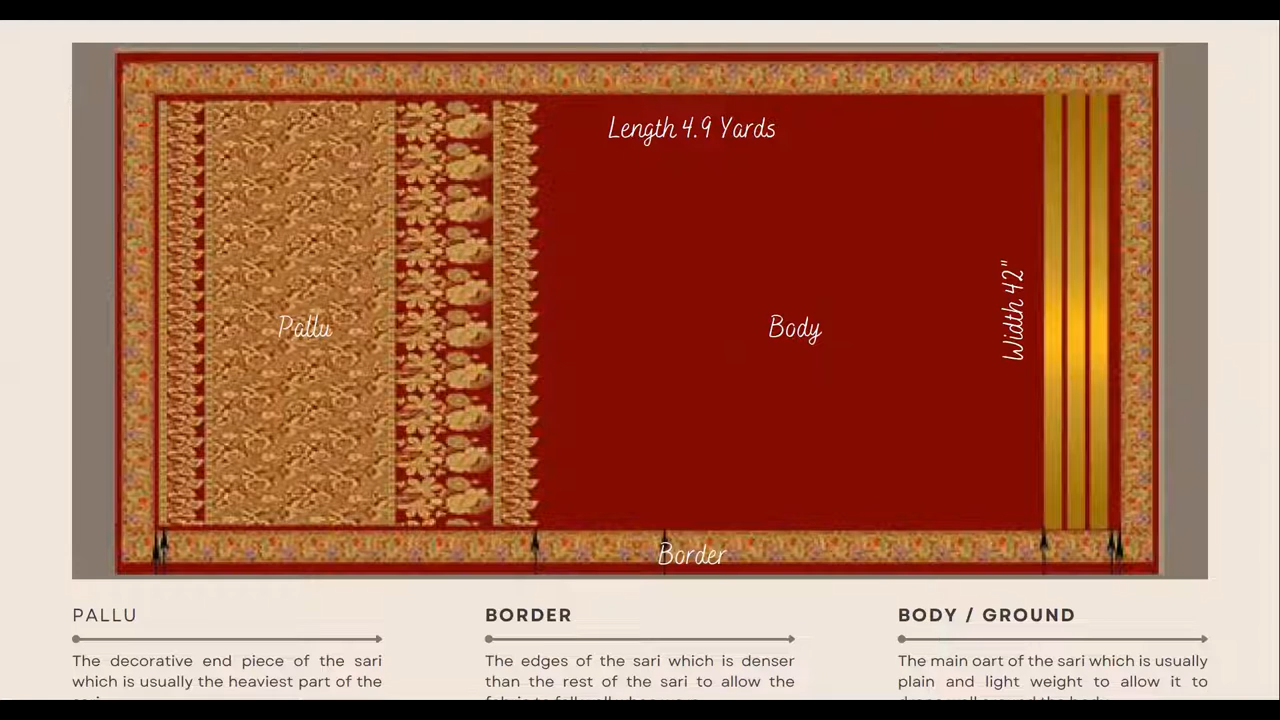 Length 4.9 Yards
Width 42"
Pallu
Body
Border
PALLU
The decorative end piece of the sari
which is usually the heaviest part of the
BORDER
The edges of the sari which is denser
than the rest of the sari to allow the
BODY / GROUND
The main oart of the sari which is usually
plain and light weight to allow it to